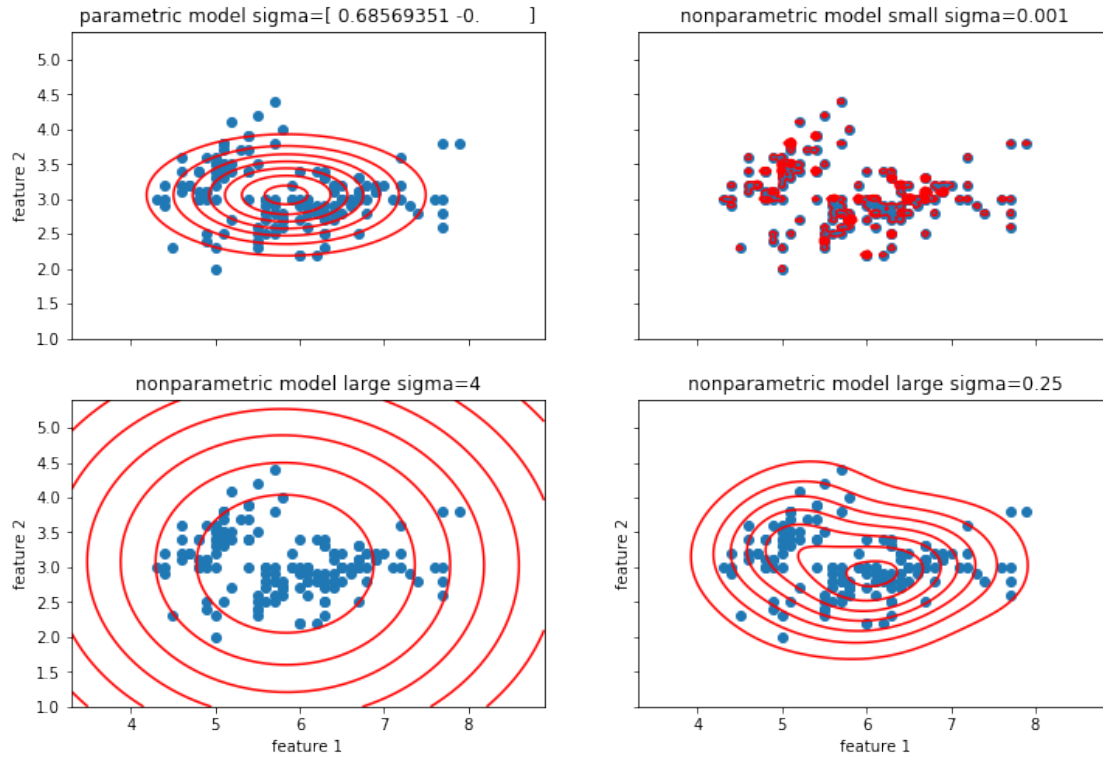 parametric model sigma=[ 0.68569351 -0. ]
nonparametric model small sigma=0.001
5.0
4.5
4.0
3.5
3.0
2.5
2.0
1.5
1.0
feature 2
feature 2
nonparametric model large sigma=4
nonparametric model large sigma=0.25
5.0
4.5
4.0
3.5
3.0
2.5
2.0
1.5
1.0
feature 2
feature 2
4 5 6 7 8
4 5 6 7 8
feature 1
feature 1